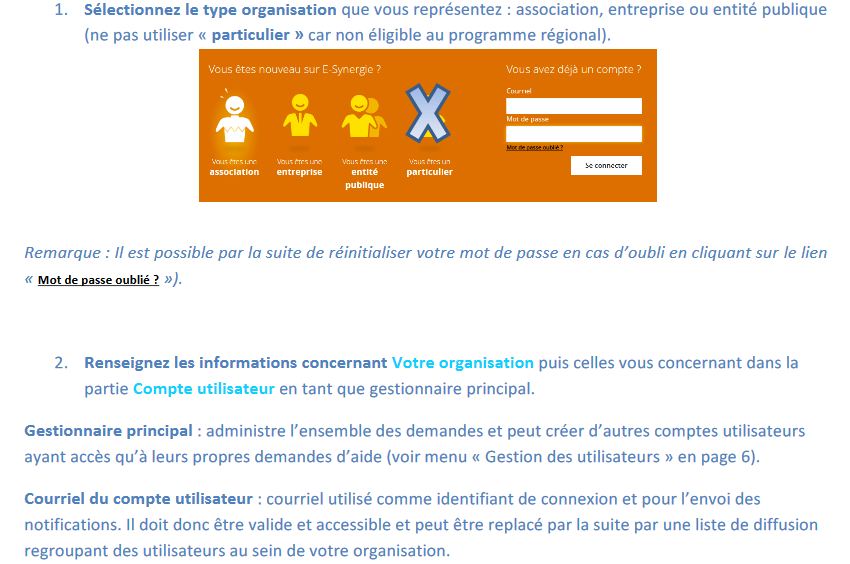 1. Sélectionnez le type organisation que vous représentez : association, entreprise ou entité publique
(ne pas utiliser « particulier » car non éligible au programme régional).
Vous êtes nouveau sur E-Synergie ?
Vous êtes une
association
Vous êtes une
entreprise
Vous êtes une
entité
publique
Vous êtes un
particulier
Vous avez déjà un compte ?
Courriel
Mot de passe
Mot de passe oublié ?
Se connecter
Remarque : Il est possible par la suite de réinitialiser votre mot de passe en cas d’oubli en cliquant sur le lien
« Mot de passe oublié ? »).
2. Renseignez les informations concernant Votre organisation puis celles vous concernant dans la
partie Compte utilisateur en tant que gestionnaire principal.
Gestionnaire principal : administre l’ensemble des demandes et peut créer d’autres comptes utilisateurs
ayant accès qu’à leurs propres demandes d’aide (voir menu « Gestion des utilisateurs » en page 6).
Courriel du compte utilisateur : courriel utilisé comme identifiant de connexion et pour l’envoi des
notifications. Il doit donc être valide et accessible et peut être replacé par la suite par une liste de diffusion
regroupant des utilisateurs au sein de votre organisation.